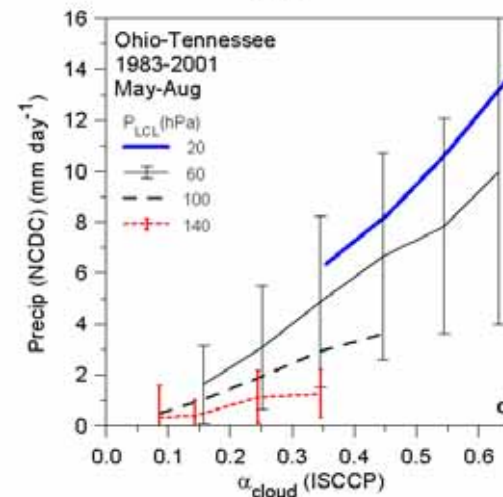 Ohio-Tennessee
1983-2001
May-Aug
P_LCL(hPa)
20
60
100
140
Precip (NCDC) (mm day⁻¹)
16
14
12
10
8
6
4
2
0
0.0 0.1 0.2 0.3 0.4 0.5 0.6
α_cloud (ISCCP)